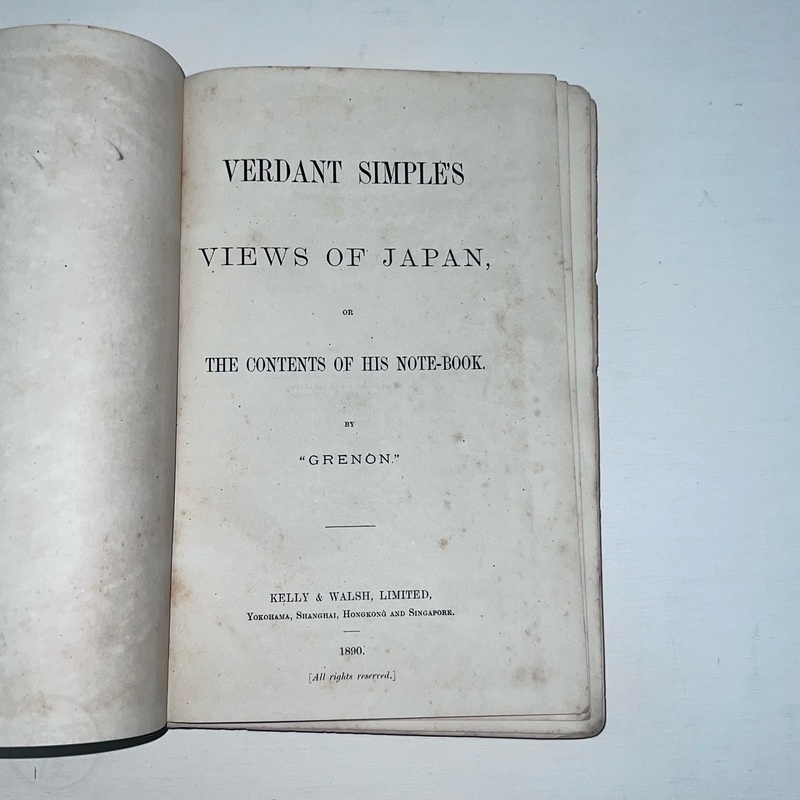 VERDANT SIMPLE'S
VIEWS OF JAPAN,
OR
THE CONTENTS OF HIS NOTE-BOOK.
BY
"GRENON."
KELLY & WALSH, LIMITED,
YOKOHAMA, SHANGHAI, HONGKONG AND SINGAPORE.
1890.
[All rights reserved.]